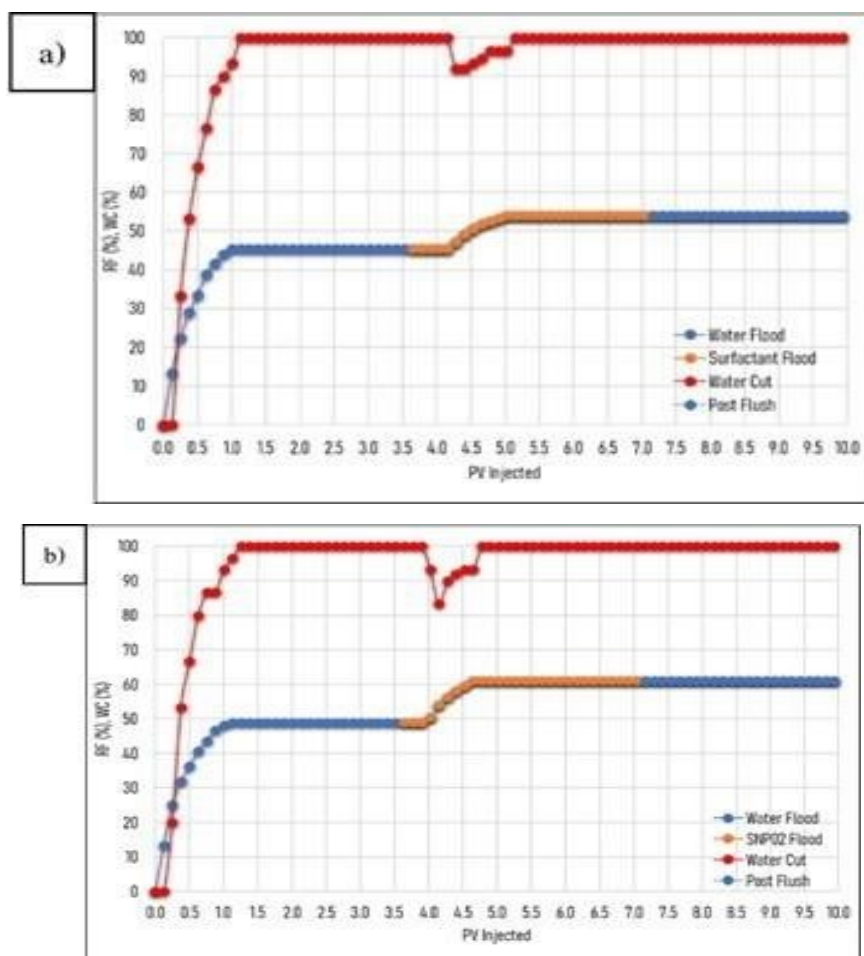 a)
100
90
80
70
60
50
40
30
20
10
0
RF (%), WC (%)
Water Flood
Surfactant Flood
Water Cut
Post Flush
0.0 0.5 1.0 1.5 2.0 2.5 3.0 3.5 4.0 4.5 5.0 5.5 6.0 6.5 7.0 7.5 8.0 8.5 9.0 9.5 10.0
PV Injected
b)
100
90
80
70
60
50
40
30
20
10
0
RF (%), WC (%)
Water Flood
SNP02 Flood
Water Cut
Post Flush
0.0 0.5 1.0 1.5 2.0 2.5 3.0 3.5 4.0 4.5 5.0 5.5 6.0 6.5 7.0 7.5 8.0 8.5 9.0 9.5 10.0
PV Injected